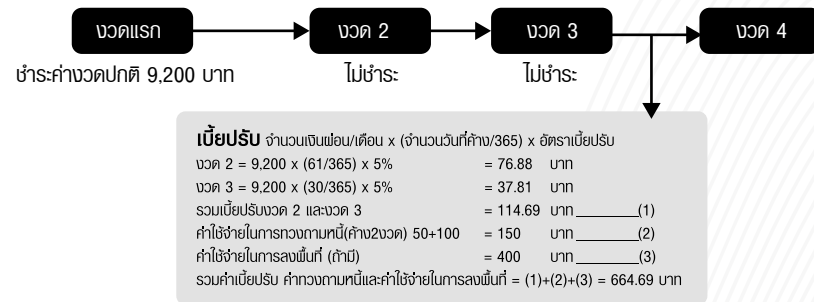 งวดแรก งวด 2 งวด 3 งวด 4
ชำระค่างวดปกติ 9,200 บาท ไม่ชำระ ไม่ชำระ
เบี้ยปรับ จำนวนเงินผ่อน/เดือน x (จำนวนวันที่ค้าง/365) x อัตราเบี้ยปรับ
งวด 2 = 9,200 x (61/365) x 5% = 76.88 บาท
งวด 3 = 9,200 x (30/365) x 5% = 37.81 บาท
รวมเบี้ยปรับงวด 2 และงวด 3 = 114.69 บาท ________(1)
ค่าใช้จ่ายในการทวงถามหนี้(ค้าง2งวด) 50+100 = 150 บาท ________(2)
ค่าใช้จ่ายในการลงพื้นที่ (ถ้ามี) = 400 บาท ________(3)
รวมค่าเบี้ยปรับ ค่าทวงถามหนี้และค่าใช้จ่ายในการลงพื้นที่ = (1)+(2)+(3) = 664.69 บาท